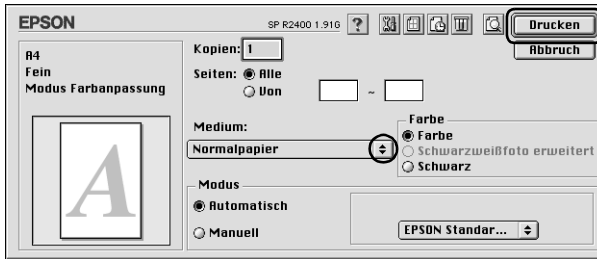 EPSON
SP R2400 1.91G
?
Drucken
Abbruch
A4
Fein
Modus Farbanpassung
A
Kopien: 1
Seiten: Alle
Von ~
Medium:
Normalpapier
Farbe
Farbe
Schwarzweißfoto erweitert
Schwarz
Modus
Automatisch
Manuell
EPSON Standar...